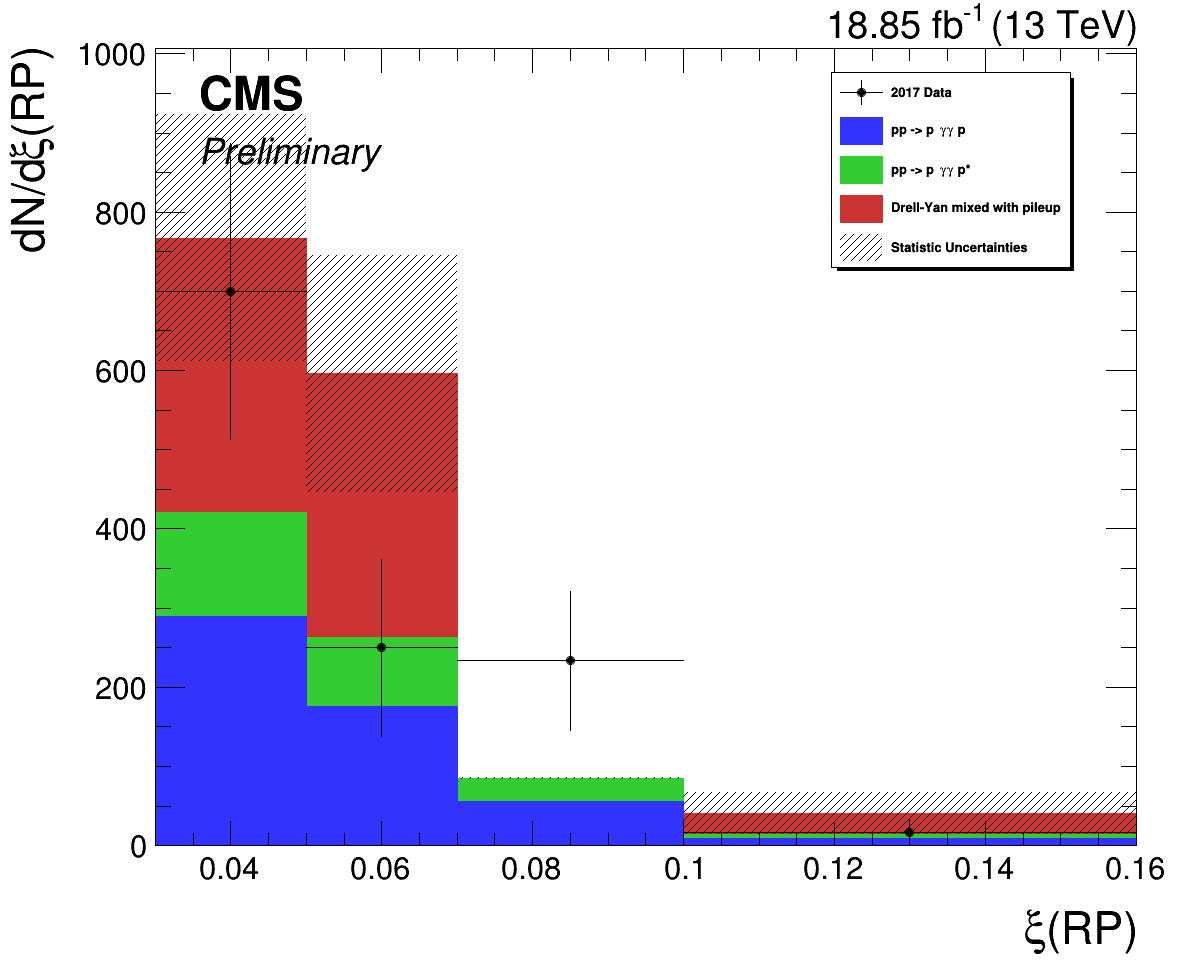 18.85 fb⁻¹ (13 TeV)
dN/dξ(RP)
CMS
Preliminary
2017 Data
pp -> p γγ p
pp -> p γγ p*
Drell-Yan mixed with pileup
Statistic Uncertainties
1000
800
600
400
200
0
0.04 0.06 0.08 0.1 0.12 0.14 0.16
ξ(RP)